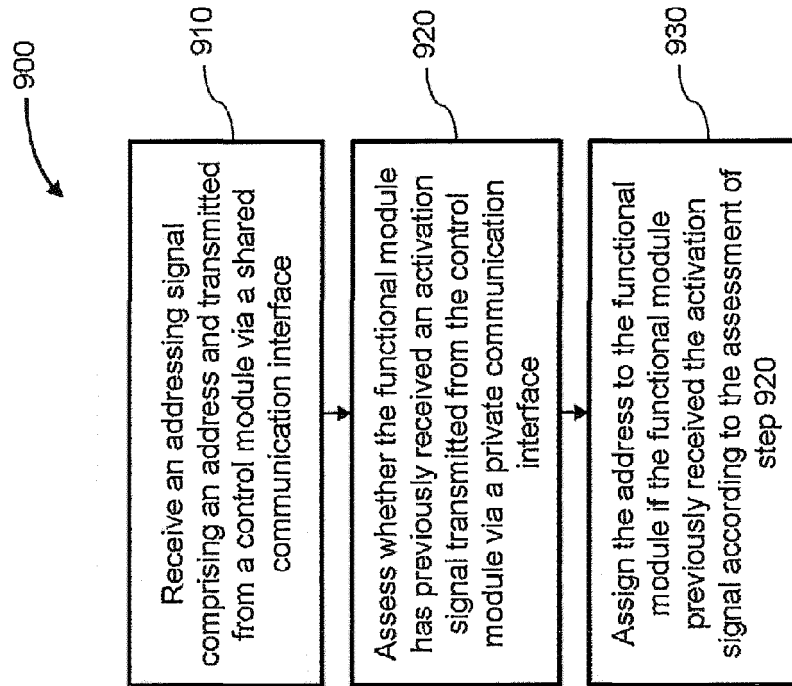 900
910
Receive an addressing signal
comprising an address and transmitted
from a control module via a shared
communication interface
920
Assess whether the functional module
has previously received an activation
signal transmitted from the control
module via a private communication
interface
930
Assign the address to the functional
module if the functional module
previously received the activation
signal according to the assessment of
step 920